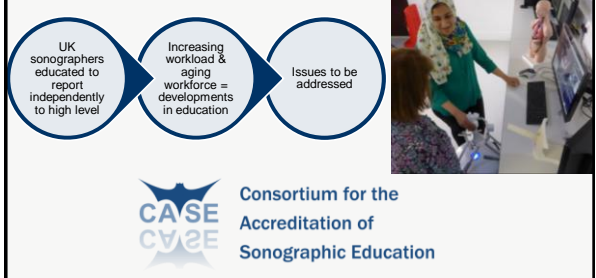 UK
sonographers
educated to
report
independently
to high level
Increasing
workload &
aging
workforce =
developments
in education
Issues to be
addressed
CASE
Consortium for the
Accreditation of
Sonographic Education